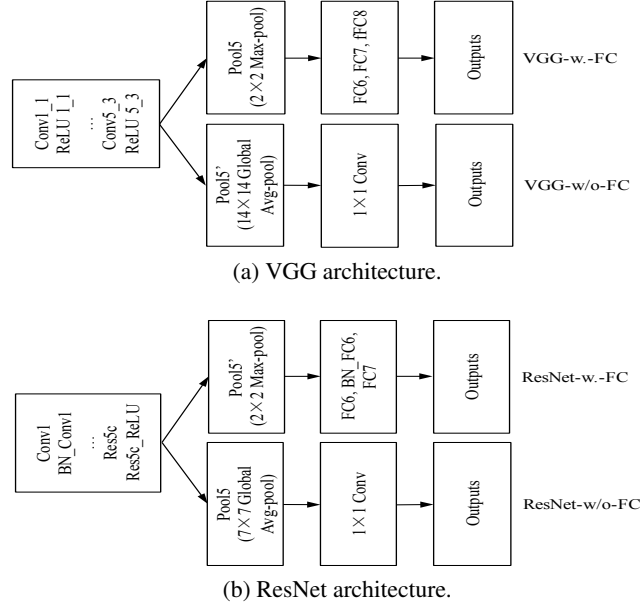 Conv1_1
ReLU 1_1
...
Conv5_3
ReLU 5_3
Pool5
(2×2 Max-pool)
FC6, FC7, fFC8
Outputs
VGG-w.-FC
Pool5'
(14×14 Global
Avg-pool)
1×1 Conv
Outputs
VGG-w/o-FC
(a) VGG architecture.
Conv1
BN_Conv1
...
Res5c
Res5c_ReLU
Pool5'
(2×2 Max-pool)
FC6, BN_FC6,
FC7
Outputs
ResNet-w.-FC
Pool5
(7×7 Global
Avg-pool)
1×1 Conv
Outputs
ResNet-w/o-FC
(b) ResNet architecture.